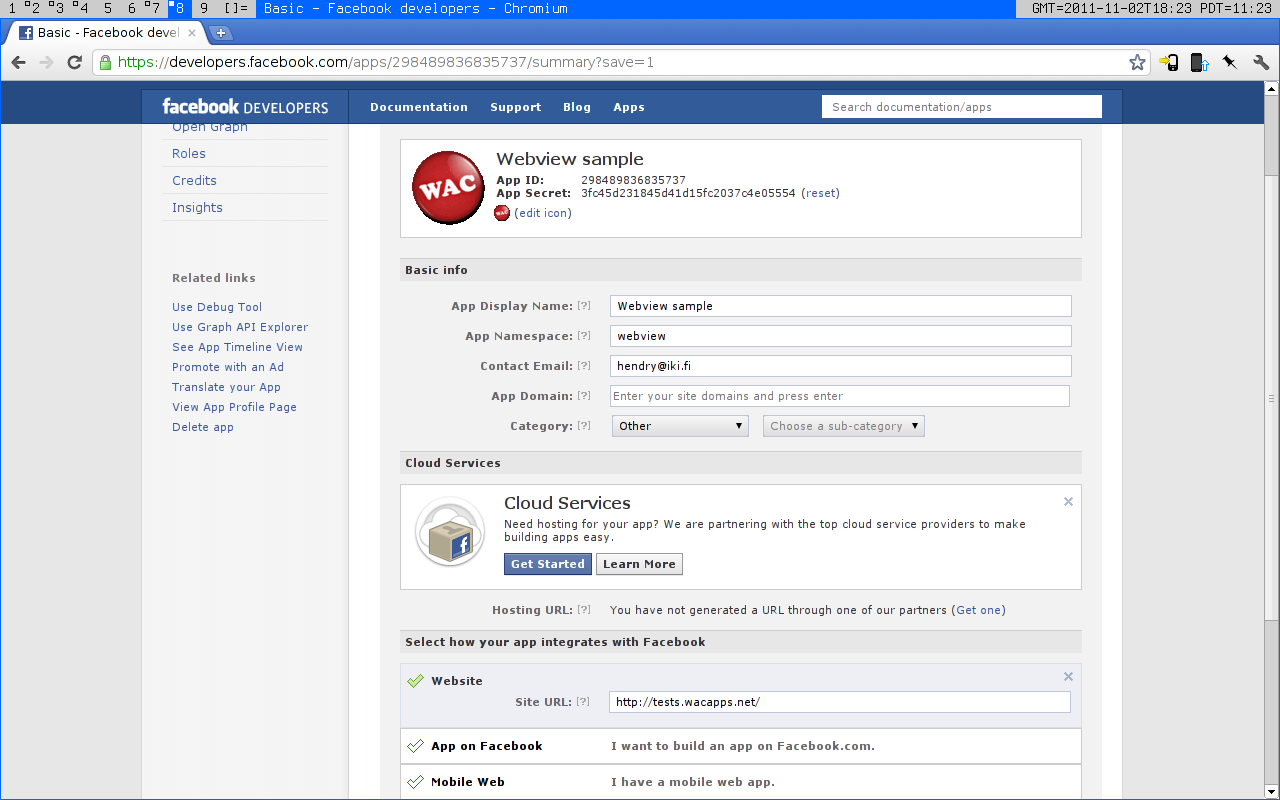 1 2 3 4 5 6 7 8 9 []= Basic - Facebook developers - Chromium GMT=2011-11-02T18:23 PDT=11:23
Basic - Facebook devel
https://developers.facebook.com/apps/298489836835737/summary?save=1
facebook DEVELOPERS Documentation Support Blog Apps Search documentation/apps
Open Graph
Roles
Credits
Insights
Related links
Use Debug Tool
Use Graph API Explorer
See App Timeline View
Promote with an Ad
Translate your App
View App Profile Page
Delete app
WAC
Webview sample
App ID: 298489836835737
App Secret: 3fc45d231845d41d15fc2037c4e05554 (reset)
WAC (edit icon)
Basic info
App Display Name: [?] Webview sample
App Namespace: [?] webview
Contact Email: [?] hendry@iki.fi
App Domain: [?] Enter your site domains and press enter
Category: [?] Other Choose a sub-category
Cloud Services
Cloud Services
Need hosting for your app? We are partnering with the top cloud service providers to make
building apps easy.
Get Started Learn More
Hosting URL: [?] You have not generated a URL through one of our partners (Get one)
Select how your app integrates with Facebook
Website
Site URL: [?] http://tests.wacapps.net/
App on Facebook I want to build an app on Facebook.com.
Mobile Web I have a mobile web app.